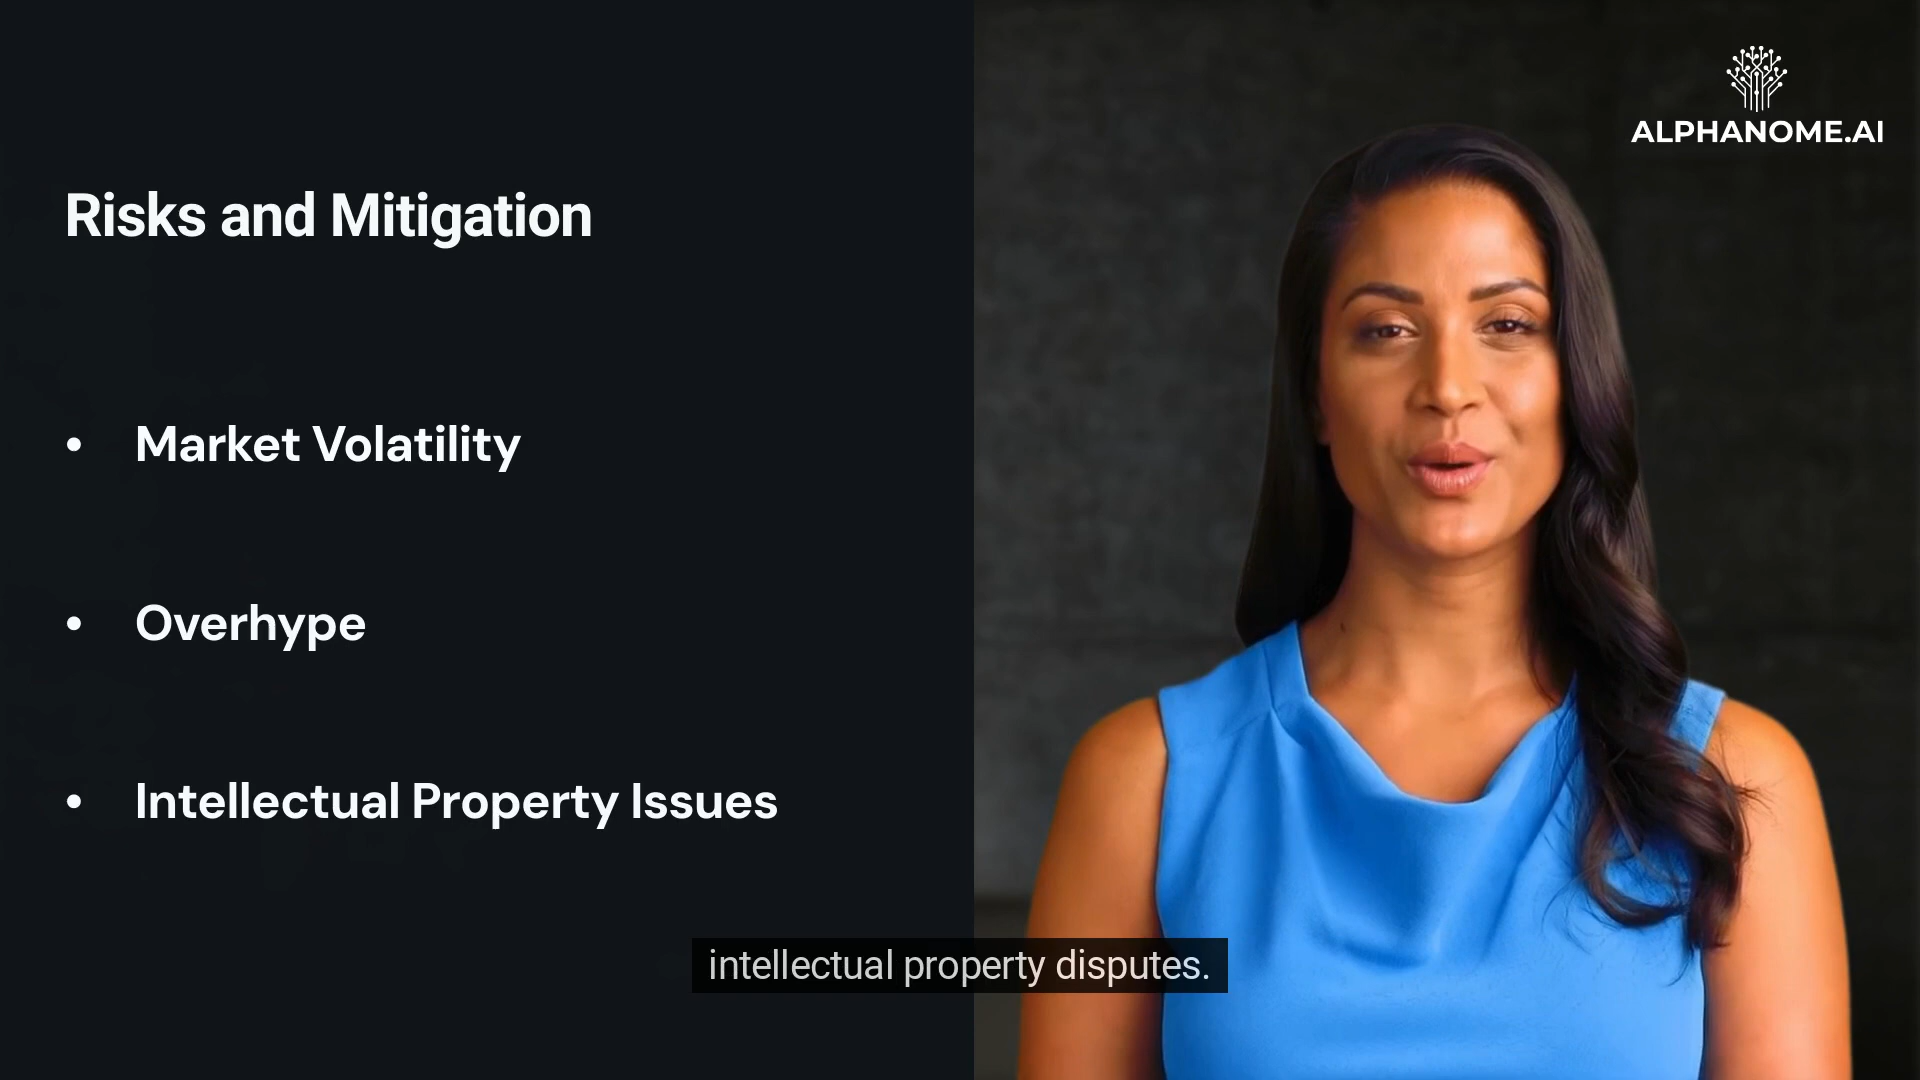 ALPHANOME.AI
Risks and Mitigation
• Market Volatility
• Overhype
• Intellectual Property Issues
intellectual property disputes.